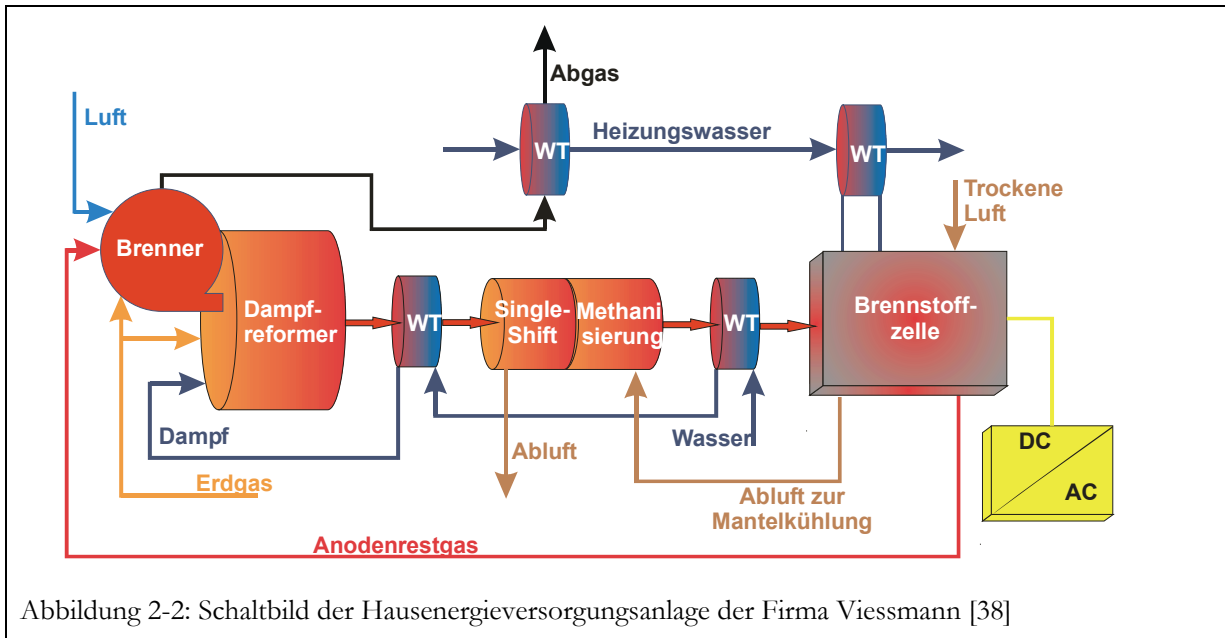 Abgas
Luft
Heizungswasser
WT
WT
Trockene
Luft
Brenner
Dampf-
reformer
WT
Single-
Shift
Methani
sierung
WT
Brennstoff-
zelle
Dampf
Wasser
Abluft
Erdgas
Abluft zur
Mantelkühlung
DC
AC
Anodenrestgas
Abbildung 2-2: Schaltbild der Hausenergieversorgungsanlage der Firma Viessmann [38]